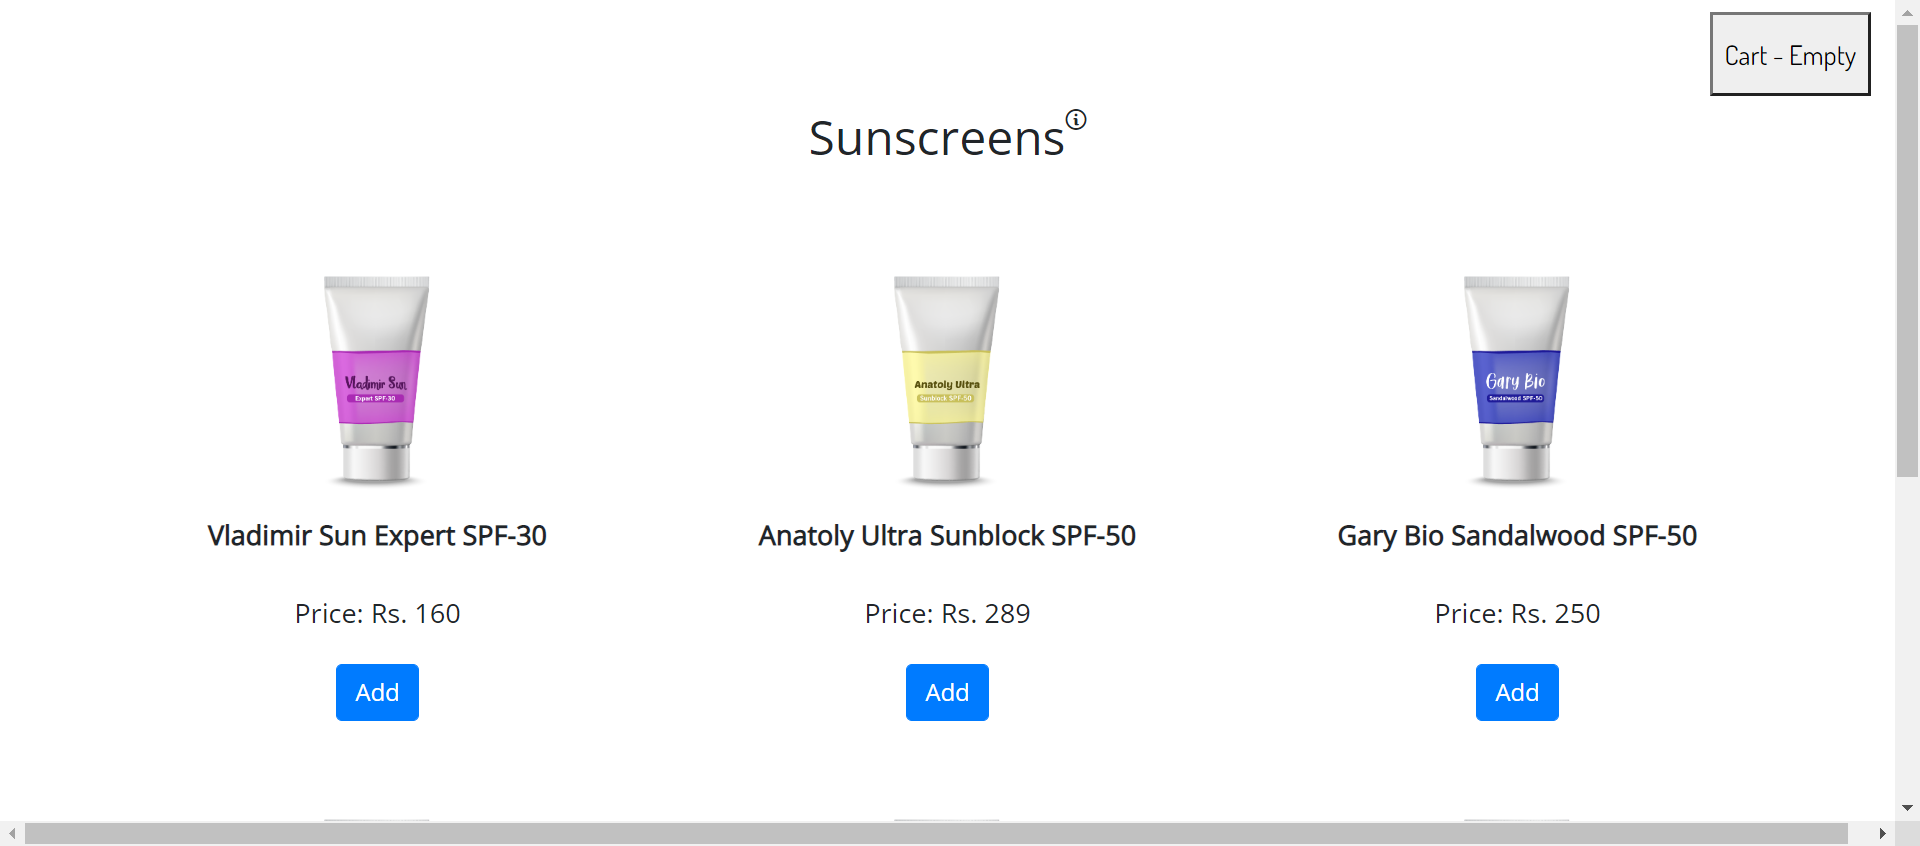 Cart - Empty
Sunscreens
Vladimir Sun
Expert SPF-30
Anatoly Ultra
Sunblock SPF-50
Gary Bio
Sandalwood SPF-50
Vladimir Sun Expert SPF-30
Anatoly Ultra Sunblock SPF-50
Gary Bio Sandalwood SPF-50
Price: Rs. 160
Price: Rs. 289
Price: Rs. 250
Add
Add
Add